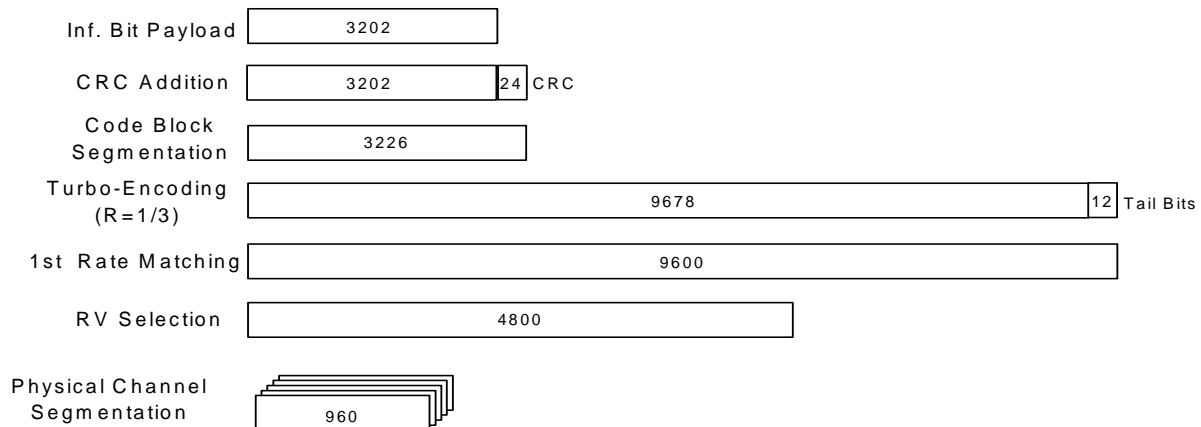 Inf. Bit Payload 3202
CRC Addition 3202 24 CRC
Code Block
Segmentation 3226
Turbo-Encoding
(R=1/3) 9678 12 Tail Bits
1st Rate Matching 9600
RV Selection 4800
Physical Channel
Segmentation 960